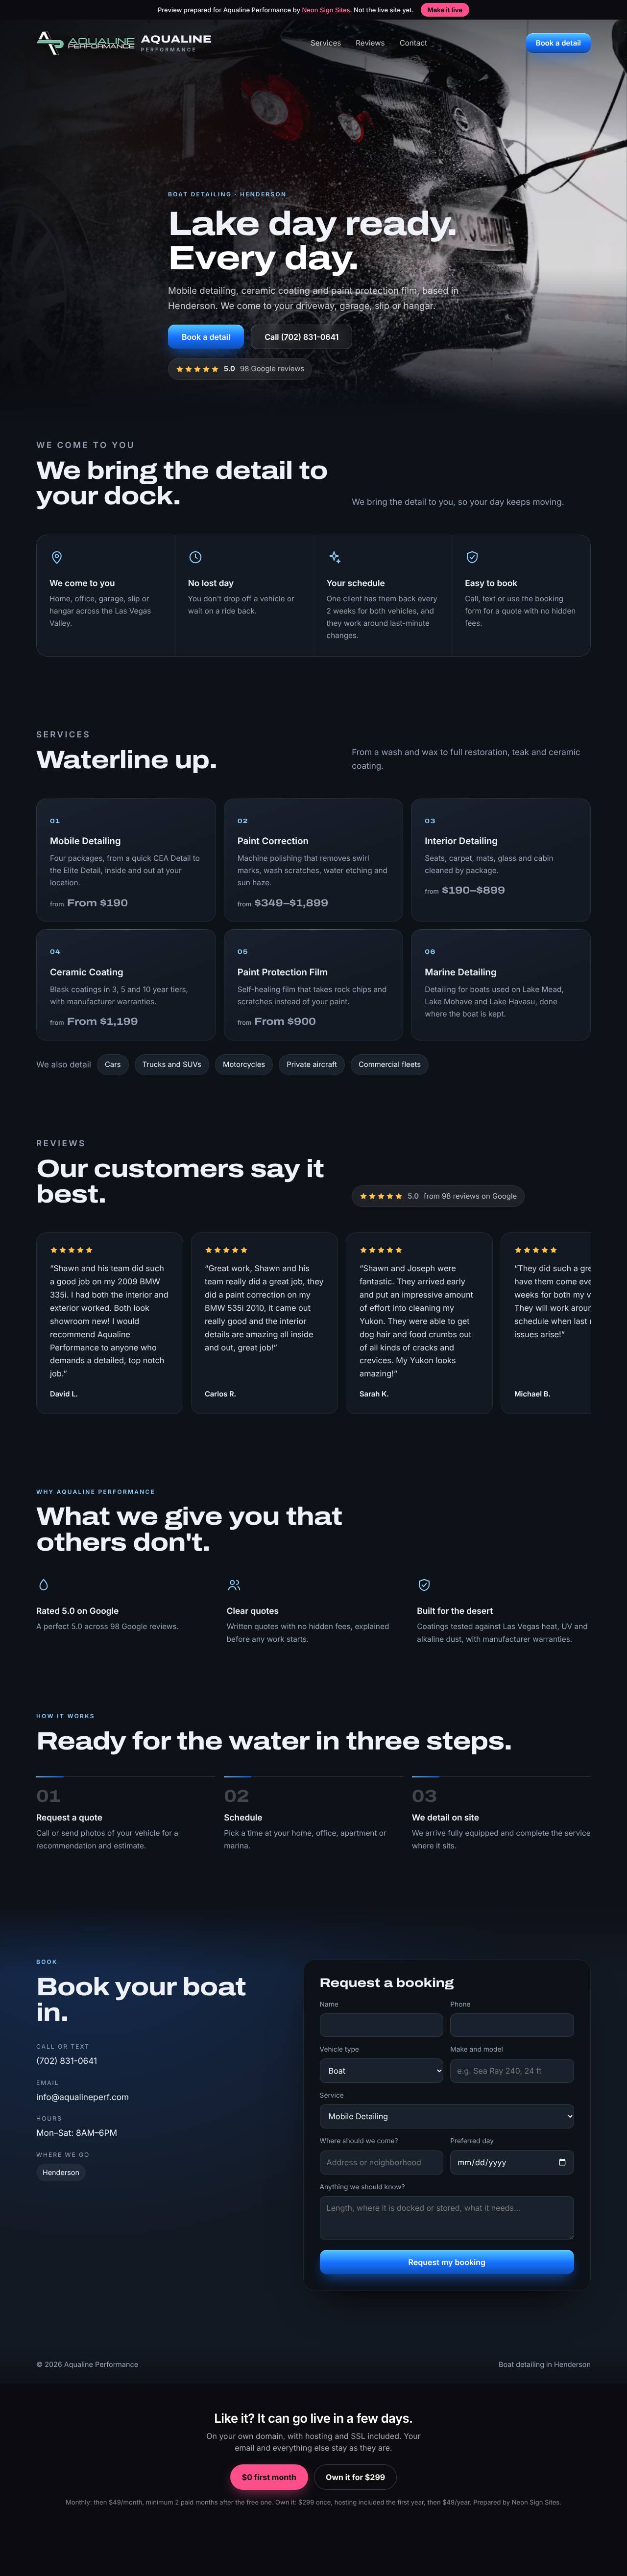 Preview prepared for Aqualine Performance by Neon Sign Sites. Not the live site yet. Make it live
AQUALINE PERFORMANCE AQUALINE PERFORMANCE Services Reviews Contact Book a detail
BOAT DETAILING · HENDERSON
Lake day ready.
Every day.
Mobile detailing, ceramic coating and paint protection film, based in
Henderson. We come to your driveway, garage, slip or hangar.
Book a detail Call (702) 831-0641
★★★★★ 5.0 98 Google reviews
WE COME TO YOU
We bring the detail to
your dock.
We bring the detail to you, so your day keeps moving.
We come to you
Home, office, garage, slip or
hangar across the Las Vegas
Valley.
No lost day
You don't drop off a vehicle or
wait on a ride back.
Your schedule
One client has them back every
2 weeks for both vehicles, and
they work around last-minute
changes.
Easy to book
Call, text or use the booking
form for a quote with no hidden
fees.
SERVICES
Waterline up.
From a wash and wax to full restoration, teak and ceramic
coating.
01
Mobile Detailing
Four packages, from a quick CEA Detail to
the Elite Detail, inside and out at your
location.
from From $190
02
Paint Correction
Machine polishing that removes swirl
marks, wash scratches, water etching and
sun haze.
from $349–$1,899
03
Interior Detailing
Seats, carpet, mats, glass and cabin
cleaned by package.
from $190–$899
04
Ceramic Coating
Blask coatings in 3, 5 and 10 year tiers,
with manufacturer warranties.
from From $1,199
05
Paint Protection Film
Self-healing film that takes rock chips and
scratches instead of your paint.
from From $900
06
Marine Detailing
Detailing for boats used on Lake Mead,
Lake Mohave and Lake Havasu, done
where the boat is kept.
We also detail Cars Trucks and SUVs Motorcycles Private aircraft Commercial fleets
REVIEWS
Our customers say it
best.
★★★★★ 5.0 from 98 reviews on Google
★★★★★
"Shawn and his team did such
a good job on my 2009 BMW
335i. I had both the interior and
exterior worked. Both look
showroom new! I would
recommend Aqualine
Performance to anyone who
demands a detailed, top notch
job."
David L.
★★★★★
"Great work, Shawn and his
team really did a great job, they
did a paint correction on my
BMW 535i 2010, it came out
really good and the interior
details are amazing all inside
and out, great job!"
Carlos R.
★★★★★
"Shawn and Joseph were
fantastic. They arrived early
and put an impressive amount
of effort into cleaning my
Yukon. They were able to get
dog hair and food crumbs out
of all kinds of cracks and
crevices. My Yukon looks
amazing!"
Sarah K.
★★★★★
"They did such a
have them come
weeks for both my
They will work
schedule when last
issues arise!"
Michael B.
WHY AQUALINE PERFORMANCE
What we give you that
others don't.
Rated 5.0 on Google
A perfect 5.0 across 98 Google reviews.
Clear quotes
Written quotes with no hidden fees, explained
before any work starts.
Built for the desert
Coatings tested against Las Vegas heat, UV and
alkaline dust, with manufacturer warranties.
HOW IT WORKS
Ready for the water in three steps.
01
Request a quote
Call or send photos of your vehicle for a
recommendation and estimate.
02
Schedule
Pick a time at your home, office, apartment or
marina.
03
We detail on site
We arrive fully equipped and complete the service
where it sits.
BOOK
Book your boat
in.
CALL OR TEXT
(702) 831-0641
EMAIL
info@aqualineperf.com
HOURS
Mon–Sat: 8AM–6PM
WHERE WE GO
Henderson
Request a booking
Name Phone
Vehicle type Make and model
Boat e.g. Sea Ray 240, 24 ft
Service
Mobile Detailing
Where should we come? Preferred day
Address or neighborhood mm/dd/yyyy
Anything we should know?
Length, where it is docked or stored, what it needs...
Request my booking
© 2026 Aqualine Performance Boat detailing in Henderson
Like it? It can go live in a few days.
On your own domain, with hosting and SSL included. Your
email and everything else stay as they are.
$0 first month Own it for $299
Monthly: then $49/month, minimum 2 paid months after the free one. Own it: $299 once, hosting included the first year, then $49/year. Prepared by Neon Sign Sites.